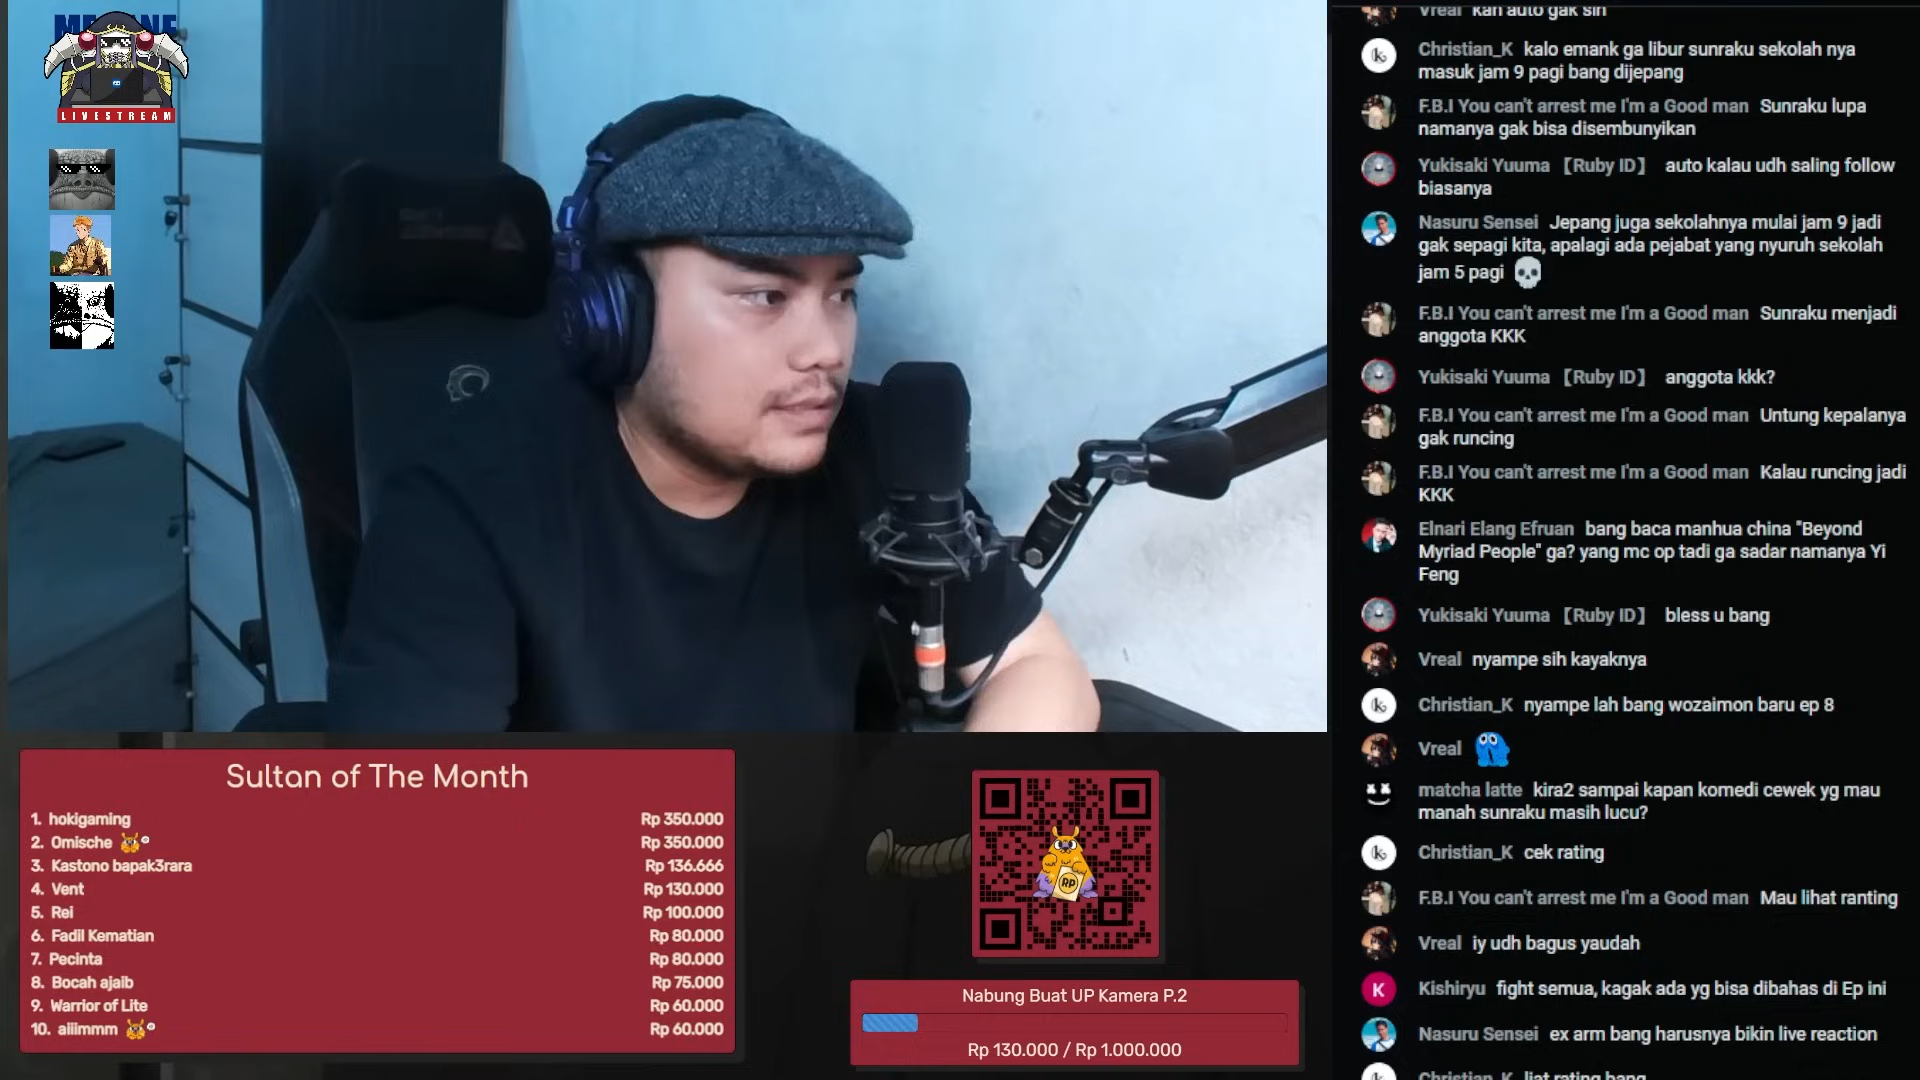 LIVESTREAM
Sultan of The Month
1. hokigaming Rp 350.000
2. Omische Rp 350.000
3. Kastono bapak3rara Rp 136.666
4. Vent Rp 130.000
5. Rei Rp 100.000
6. Fadil Kematian Rp 80.000
7. Pecinta Rp 80.000
8. Bocah ajaib Rp 75.000
9. Warrior of Lite Rp 60.000
10. aiiimmm Rp 60.000
RP
Nabung Buat UP Kamera P.2
Rp 130.000 / Rp 1.000.000
Vreal kan auto gak sih
Christian_K kalo emank ga libur sunraku sekolah nya
masuk jam 9 pagi bang dijepang
F.B.I You can't arrest me I'm a Good man Sunraku lupa
namanya gak bisa disembunyikan
Yukisaki Yuuma 【Ruby ID】 auto kalau udh saling follow
biasanya
Nasuru Sensei Jepang juga sekolahnya mulai jam 9 jadi
gak sepagi kita, apalagi ada pejabat yang nyuruh sekolah
jam 5 pagi
F.B.I You can't arrest me I'm a Good man Sunraku menjadi
anggota KKK
Yukisaki Yuuma 【Ruby ID】 anggota kkk?
F.B.I You can't arrest me I'm a Good man Untung kepalanya
gak runcing
F.B.I You can't arrest me I'm a Good man Kalau runcing jadi
KKK
Elnari Elang Efruan bang baca manhua china "Beyond
Myriad People" ga? yang mc op tadi ga sadar namanya Yi
Feng
Yukisaki Yuuma 【Ruby ID】 bless u bang
Vreal nyampe sih kayaknya
Christian_K nyampe lah bang wozaimon baru ep 8
Vreal
matcha latte kira2 sampai kapan komedi cewek yg mau
manah sunraku masih lucu?
Christian_K cek rating
F.B.I You can't arrest me I'm a Good man Mau lihat ranting
Vreal iy udh bagus yaudah
K Kishiryu fight semua, kagak ada yg bisa dibahas di Ep ini
Nasuru Sensei ex arm bang harusnya bikin live reaction
Christian_K liat rating bang